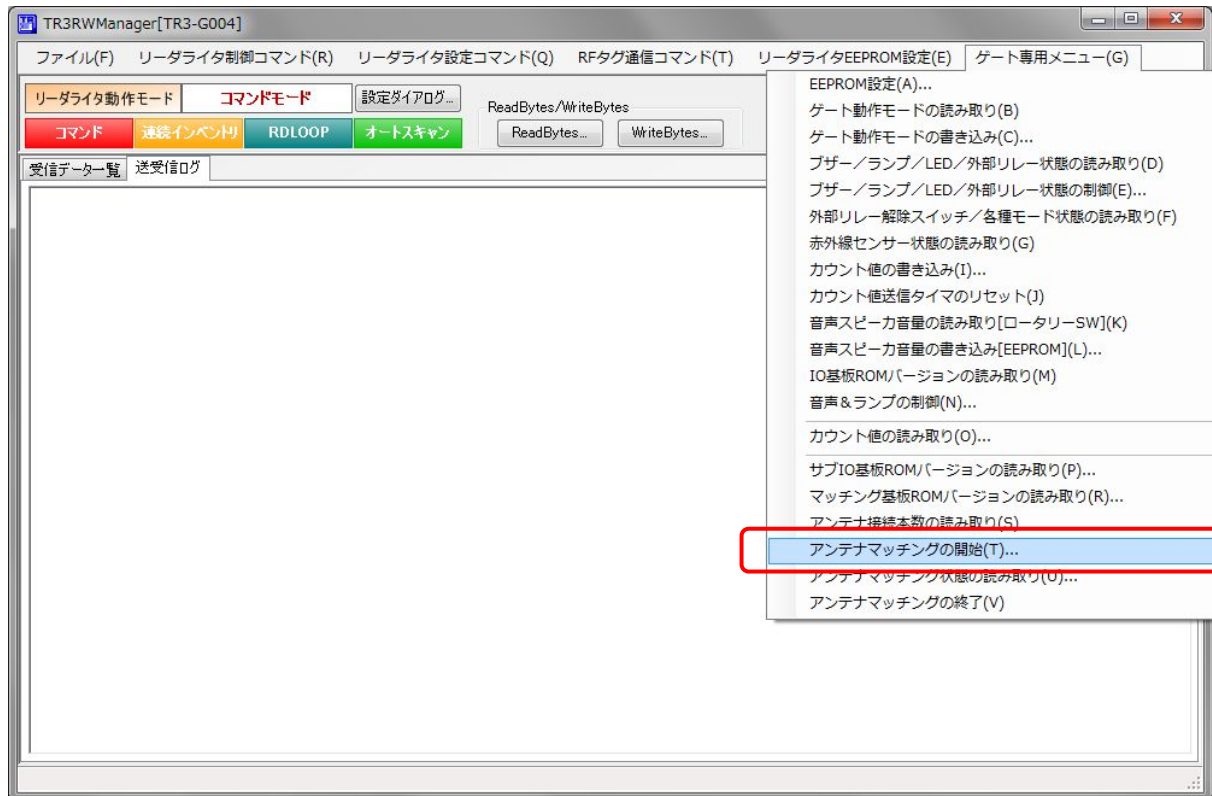 TR3RWManager[TR3-G004]
ファイル(F) リーダライタ制御コマンド(R) リーダライタ設定コマンド(Q) RFタグ通信コマンド(T) リーダライタEEPROM設定(E) ゲート専用メニュー(G)
リーダライタ動作モード コマンドモード 設定ダイアログ...
コマンド 連続インベントリ RDLOOP オートスキャン
ReadBytes/WriteBytes
ReadBytes... WriteBytes...
受信データ一覧 送受信ログ
EEPROM設定(A)...
ゲート動作モードの読み取り(B)
ゲート動作モードの書き込み(C)...
ブザー／ランプ／LED／外部リレー状態の読み取り(D)
ブザー／ランプ／LED／外部リレー状態の制御(E)...
外部リレー解除スイッチ／各種モード状態の読み取り(F)
赤外線センサー状態の読み取り(G)
カウント値の書き込み(I)...
カウント値送信タイマのリセット(J)
音声スピーカ音量の読み取り[ロータリーSW](K)
音声スピーカ音量の書き込み[EEPROM](L)...
IO基板ROMバージョンの読み取り(M)
音声＆ランプの制御(N)...
カウント値の読み取り(O)...
サブIO基板ROMバージョンの読み取り(P)...
マッチング基板ROMバージョンの読み取り(R)...
アンテナ接続本数の読み取り(S)
アンテナマッチングの開始(T)...
アンテナマッチング状態の読み取り(U)...
アンテナマッチングの終了(V)